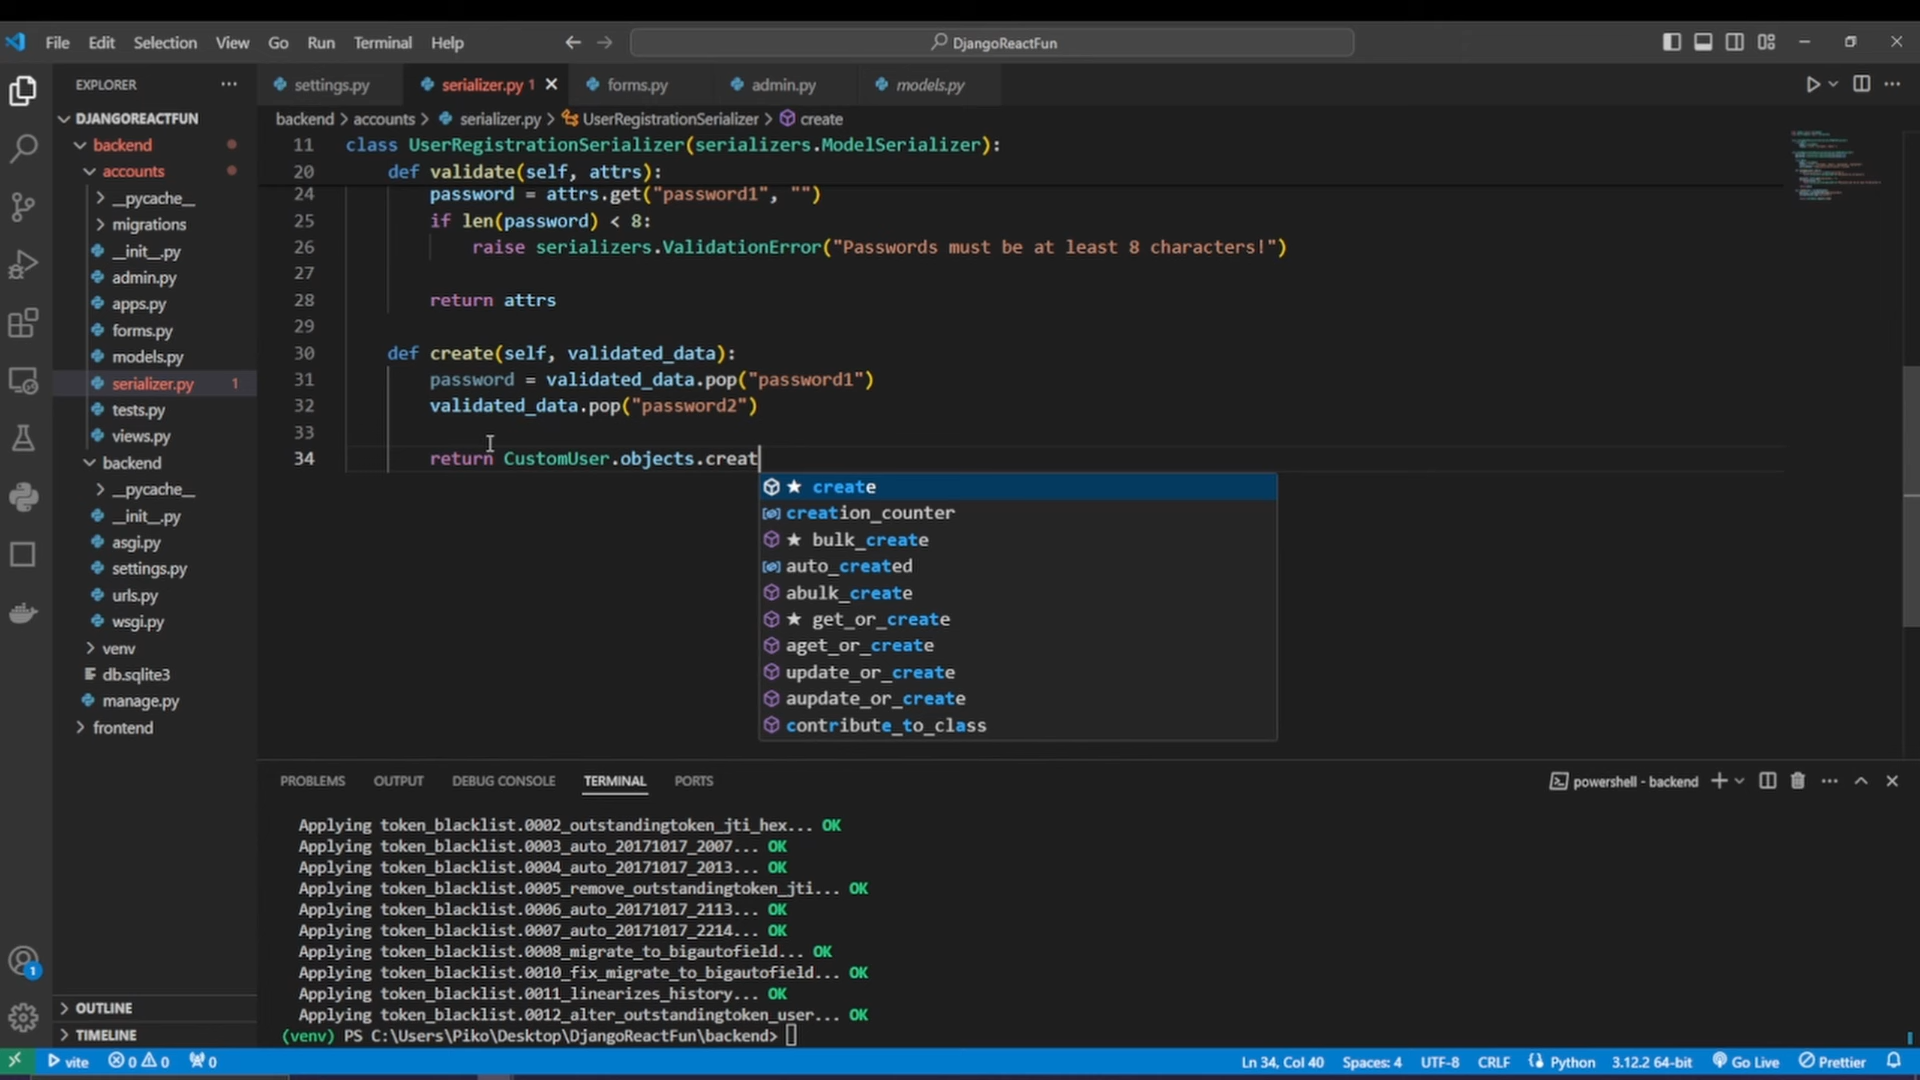 File Edit Selection View Go Run Terminal Help
DjangoReactFun
EXPLORER
settings.py serializer.py 1 forms.py admin.py models.py
DJANGOREACTFUN
backend
accounts
__pycache__
migrations
__init__.py
admin.py
apps.py
forms.py
models.py
serializer.py 1
tests.py
views.py
backend
__pycache__
__init__.py
asgi.py
settings.py
urls.py
wsgi.py
venv
db.sqlite3
manage.py
frontend
OUTLINE
TIMELINE
backend > accounts > serializer.py > UserRegistrationSerializer > create
11 class UserRegistrationSerializer(serializers.ModelSerializer):
20 def validate(self, attrs):
24 password = attrs.get("password1", "")
25 if len(password) < 8:
26 raise serializers.ValidationError("Passwords must be at least 8 characters!")
27
28 return attrs
29
30 def create(self, validated_data):
31 password = validated_data.pop("password1")
32 validated_data.pop("password2")
33
34 return CustomUser.objects.creat
★ create
creation_counter
★ bulk_create
auto_created
abulk_create
★ get_or_create
aget_or_create
update_or_create
aupdate_or_create
contribute_to_class
PROBLEMS OUTPUT DEBUG CONSOLE TERMINAL PORTS
powershell - backend
Applying token_blacklist.0002_outstandingtoken_jti_hex... OK
Applying token_blacklist.0003_auto_20171017_2007... OK
Applying token_blacklist.0004_auto_20171017_2013... OK
Applying token_blacklist.0005_remove_outstandingtoken_jti... OK
Applying token_blacklist.0006_auto_20171017_2113... OK
Applying token_blacklist.0007_auto_20171017_2214... OK
Applying token_blacklist.0008_migrate_to_bigautofield... OK
Applying token_blacklist.0010_fix_migrate_to_bigautofield... OK
Applying token_blacklist.0011_linearizes_history... OK
Applying token_blacklist.0012_alter_outstandingtoken_user... OK
(venv) PS C:\Users\Piko\Desktop\DjangoReactFun\backend>
1
vite 0 0 0 Ln 34, Col 40 Spaces: 4 UTF-8 CRLF Python 3.12.2 64-bit Go Live Prettier